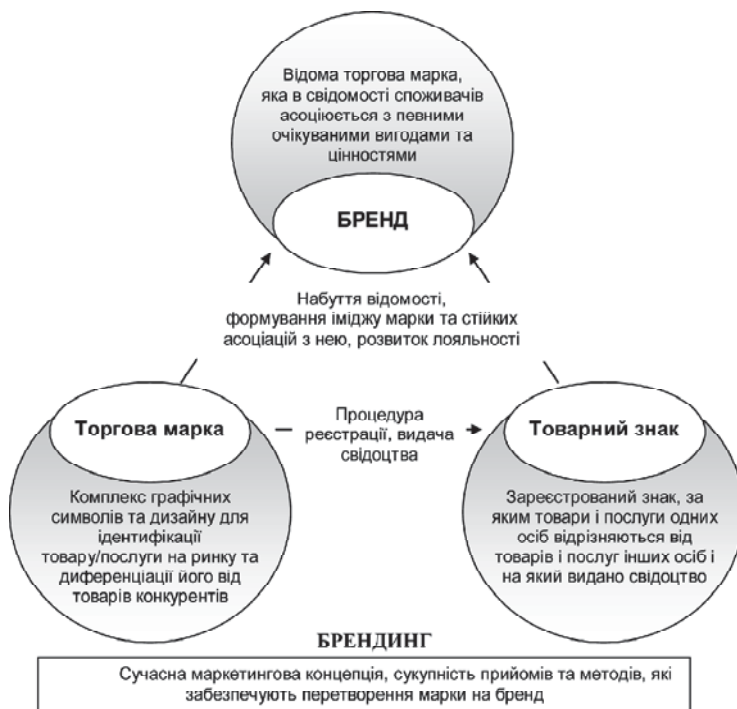 Відома торгова марка,
яка в свідомості споживачів
асоціюється з певними
очікуваними вигодами та
цінностями
БРЕНД
Набуття відомості,
формування іміджу марки та стійких
асоціацій з нею, розвиток лояльності
Торгова марка
Процедура
реєстрації, видача
свідоцтва
Товарний знак
Комплекс графічних
символів та дизайну для
ідентифікації
товару/послуги на ринку та
диференціації його від
товарів конкурентів
Зареєстрований знак, за
яким товари і послуги одних
осіб відрізняються від
товарів і послуг інших осіб і
на який видано свідоцтво
БРЕНДИНГ
Сучасна маркетингова концепція, сукупність прийомів та методів, які
забезпечують перетворення марки на бренд